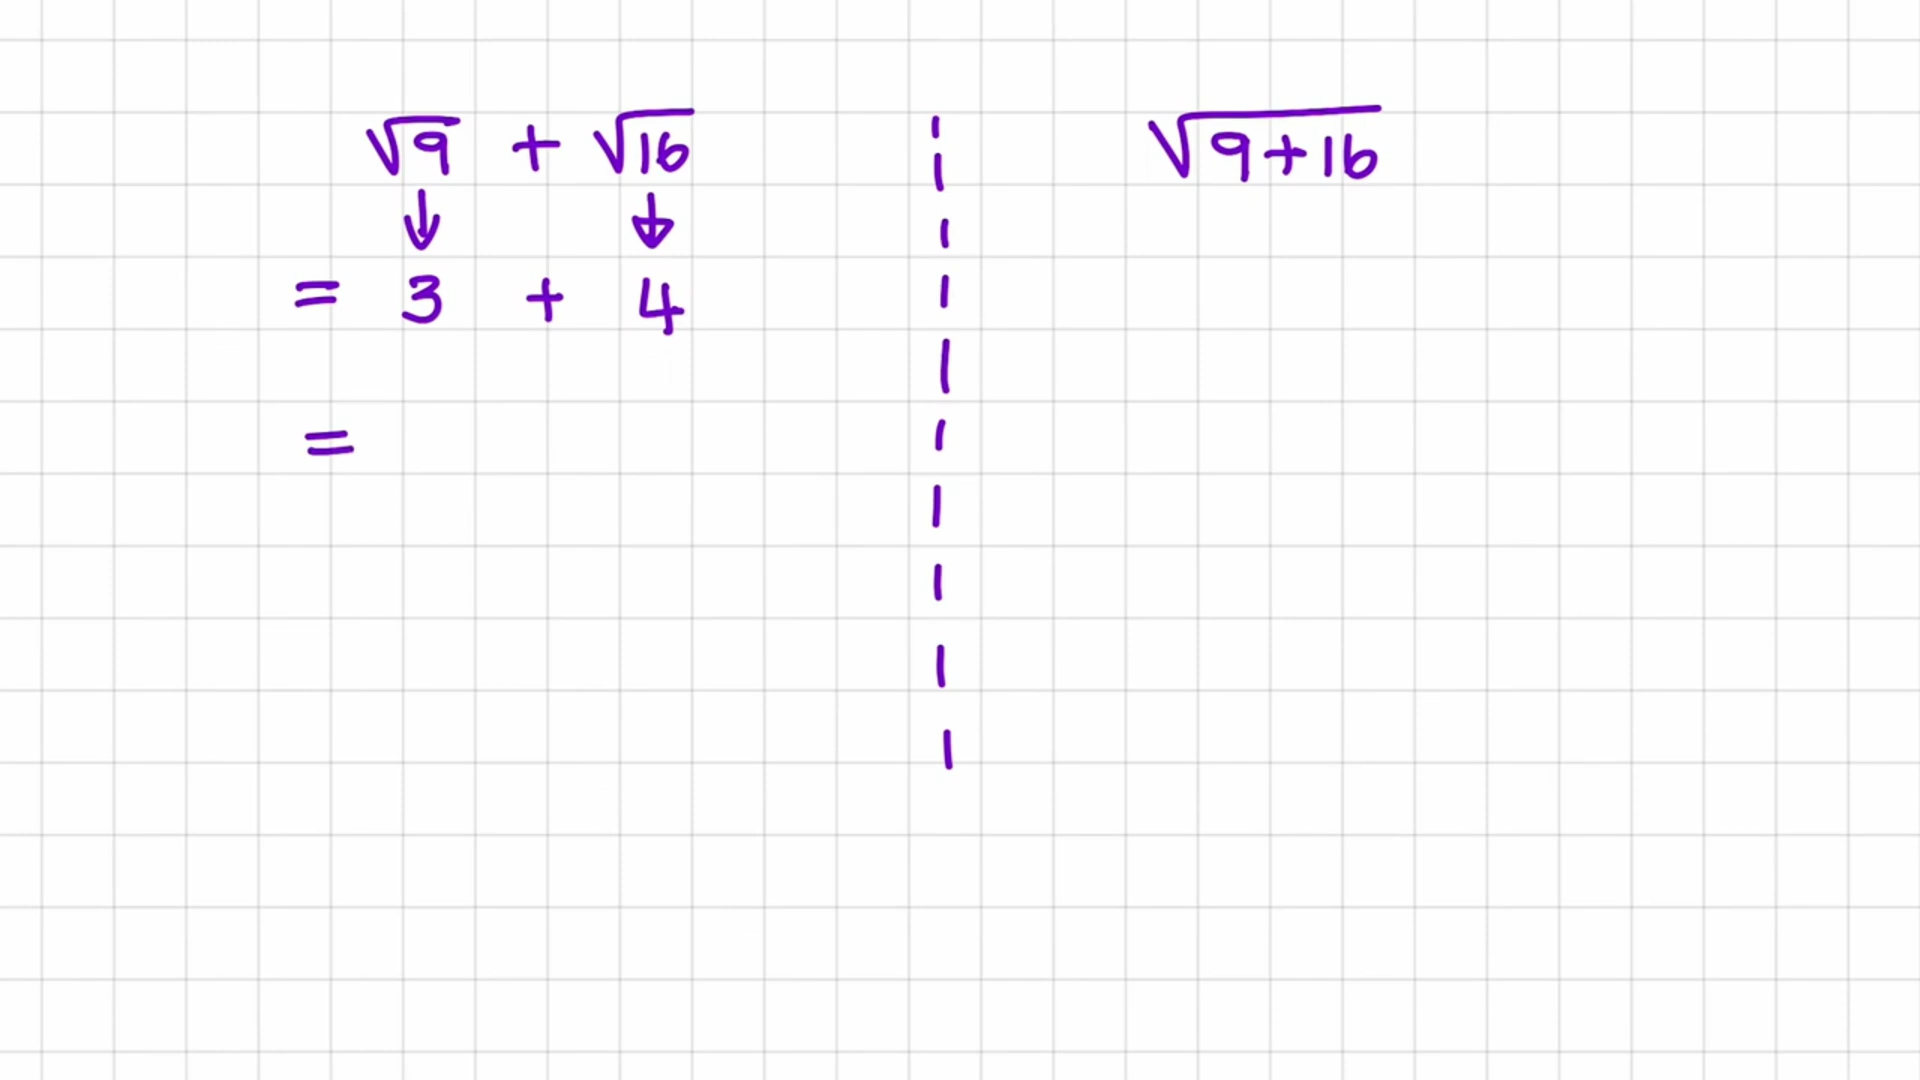 √9 + √16
↓ ↓
= 3 + 4
=
√9+16